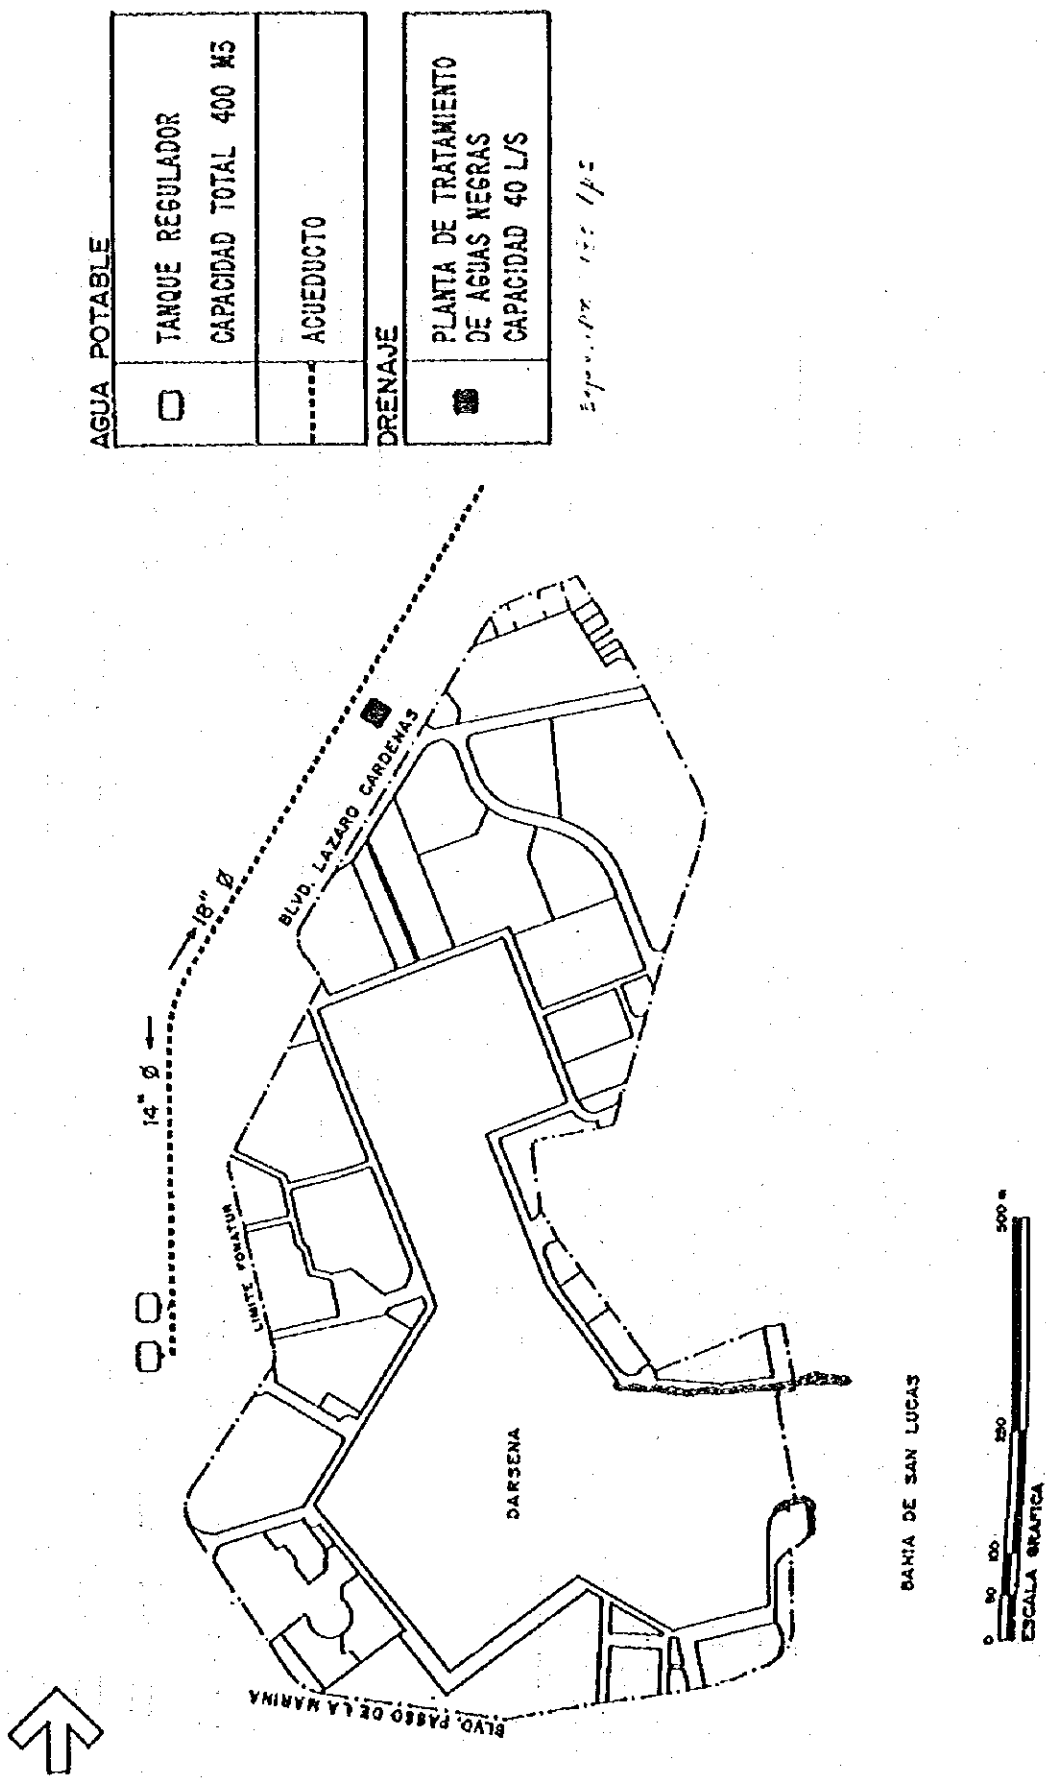 AGUA POTABLE
TANQUE REGULADOR
CAPACIDAD TOTAL 400 M3
ACUEDUCTO
DRENAJE
PLANTA DE TRATAMIENTO
DE AGUAS NEGRAS
CAPACIDAD 40 L/S
14" Ø
18" Ø
BLVD. LAZARO CARDENAS
LIMITE FONATUR
DARSENA
BLVD. PASEO DE LA MARINA
BAHIA DE SAN LUCAS
0 50 100 250 500 m
ESCALA GRAFICA